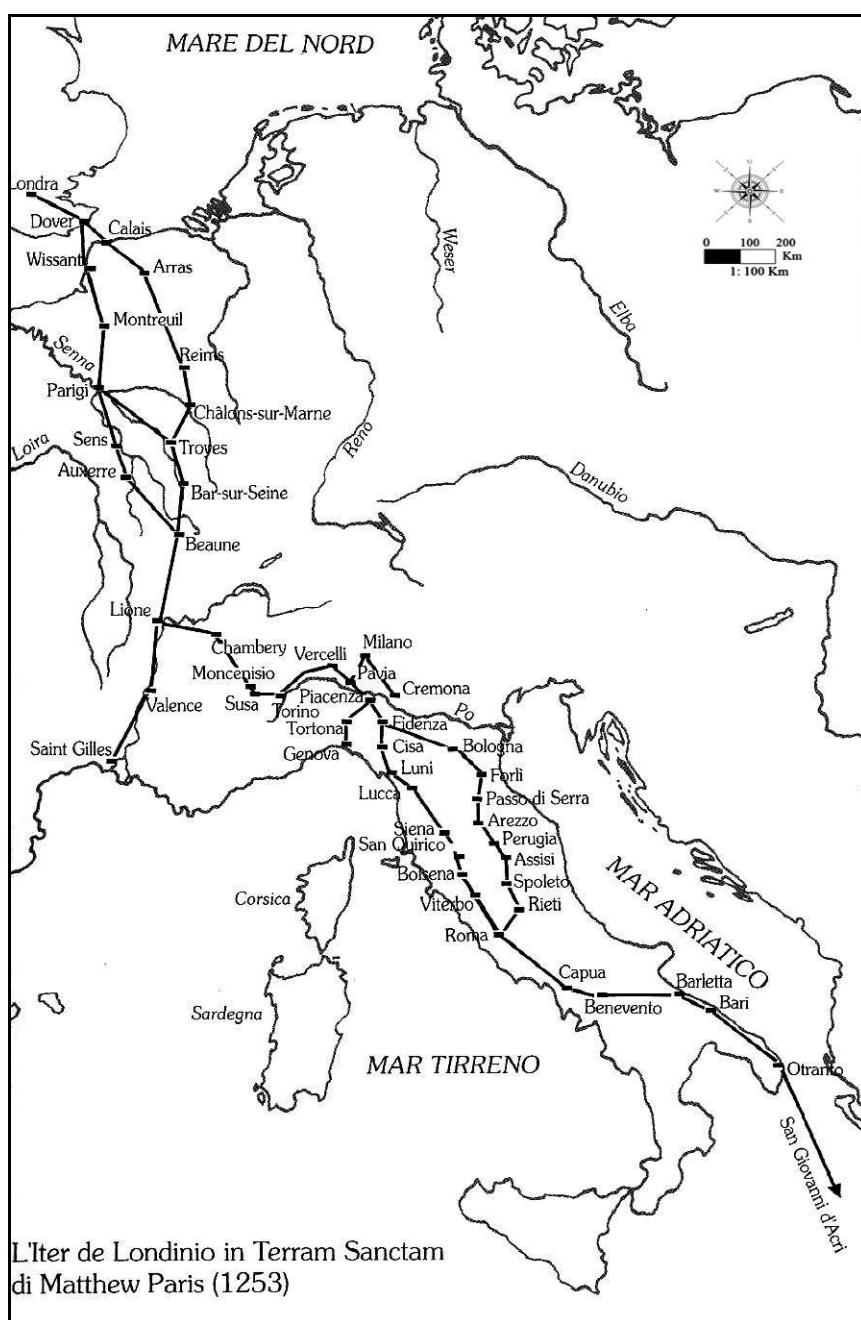 MARE DEL NORD
N
W
E
S
0 100 200
Km
1: 100 Km
Londra
Dover
Calais
Wissant
Arras
Weser
Elba
Montreuil
Senna
Reims
Parigi
Châlons-sur-Marne
Reno
Loira
Sens
Troyes
Auxerre
Bar-sur-Seine
Danubio
Beaune
Lione
Chambery
Milano
Vercelli
Moncenisio
Pavia
Susa
Torino
Piacenza
Cremona
Valence
Po
Tortona
Fidenza
Saint Gilles
Genova
Cisa
Bologna
Luni
Forlì
Lucca
Passo di Serra
Arezzo
Siena
Perugia
San Quirico
Assisi
Bolsena
Spoleto
Corsica
Viterbo
Rieti
MAR ADRIATICO
Roma
Capua
Barletta
Sardegna
Benevento
Bari
MAR TIRRENO
Otranto
San Giovanni d'Acri
L'Iter de Londinio in Terram Sanctam
di Matthew Paris (1253)